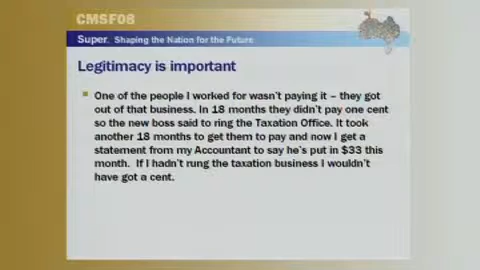 CMSF08
Super. Shaping the Nation for the Future
Legitimacy is important
One of the people I worked for wasn't paying it – they got
out of that business. In 18 months they didn't pay one cent
so the new boss said to ring the Taxation Office. It took
another 18 months to get them to pay and now I get a
statement from my Accountant to say he's put in $33 this
month. If I hadn't rung the taxation business I wouldn't
have got a cent.